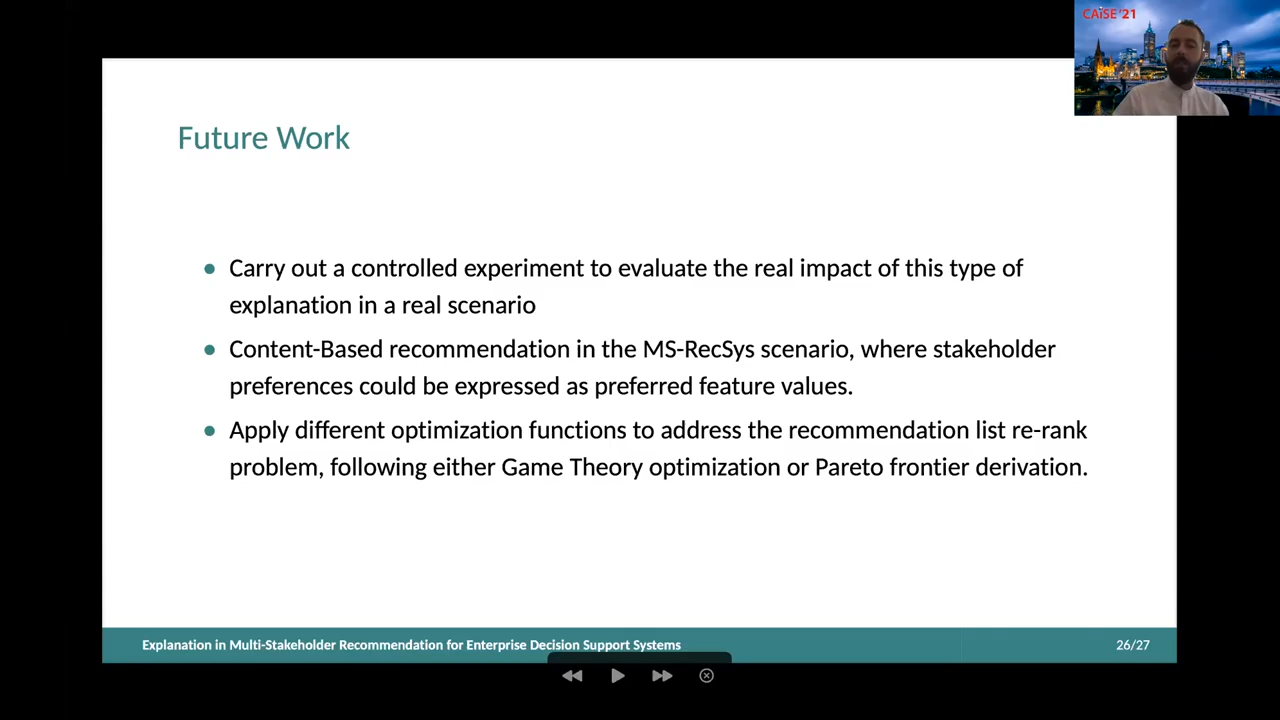 CAiSE '21
Future Work
Carry out a controlled experiment to evaluate the real impact of this type of
explanation in a real scenario
Content-Based recommendation in the MS-RecSys scenario, where stakeholder
preferences could be expressed as preferred feature values.
Apply different optimization functions to address the recommendation list re-rank
problem, following either Game Theory optimization or Pareto frontier derivation.
Explanation in Multi-Stakeholder Recommendation for Enterprise Decision Support Systems
26/27